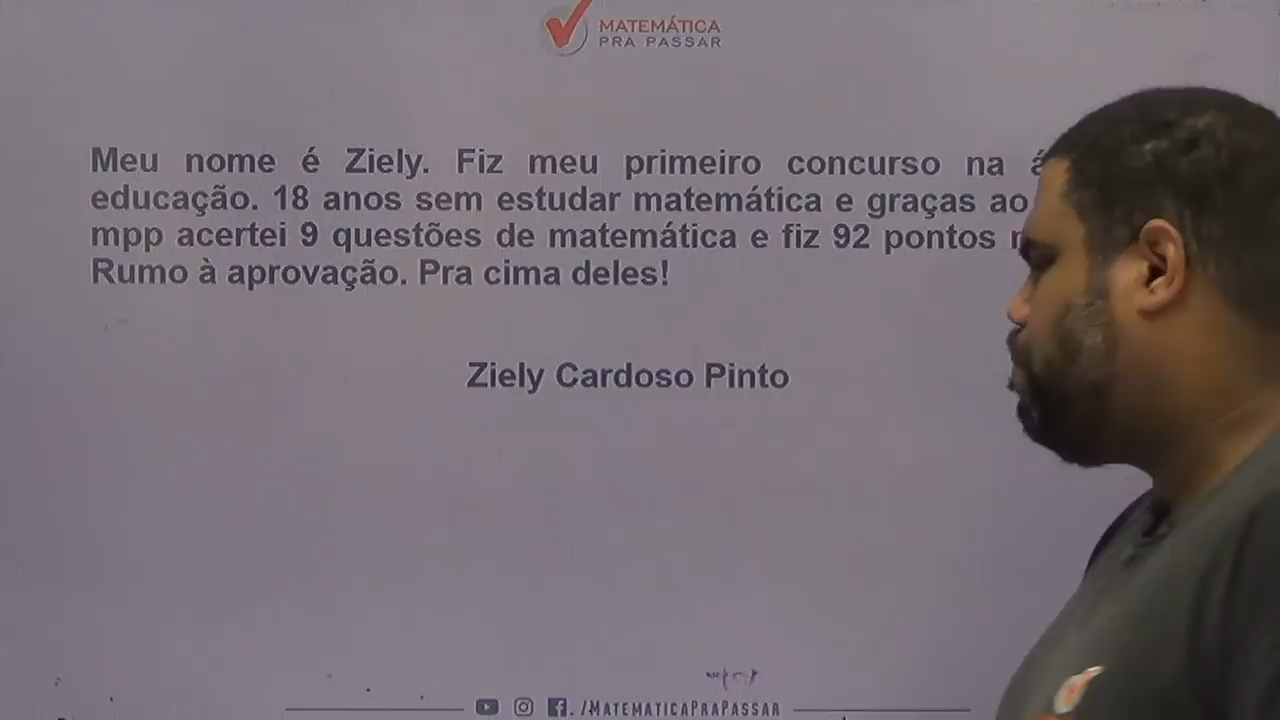 MATEMÁTICA
PRA PASSAR
Meu nome é Ziely. Fiz meu primeiro concurso na
educação. 18 anos sem estudar matemática e graças ao
mpp acertei 9 questões de matemática e fiz 92 pontos
Rumo à aprovação. Pra cima deles!
Ziely Cardoso Pinto
/MATEMATICAPRAPASSAR